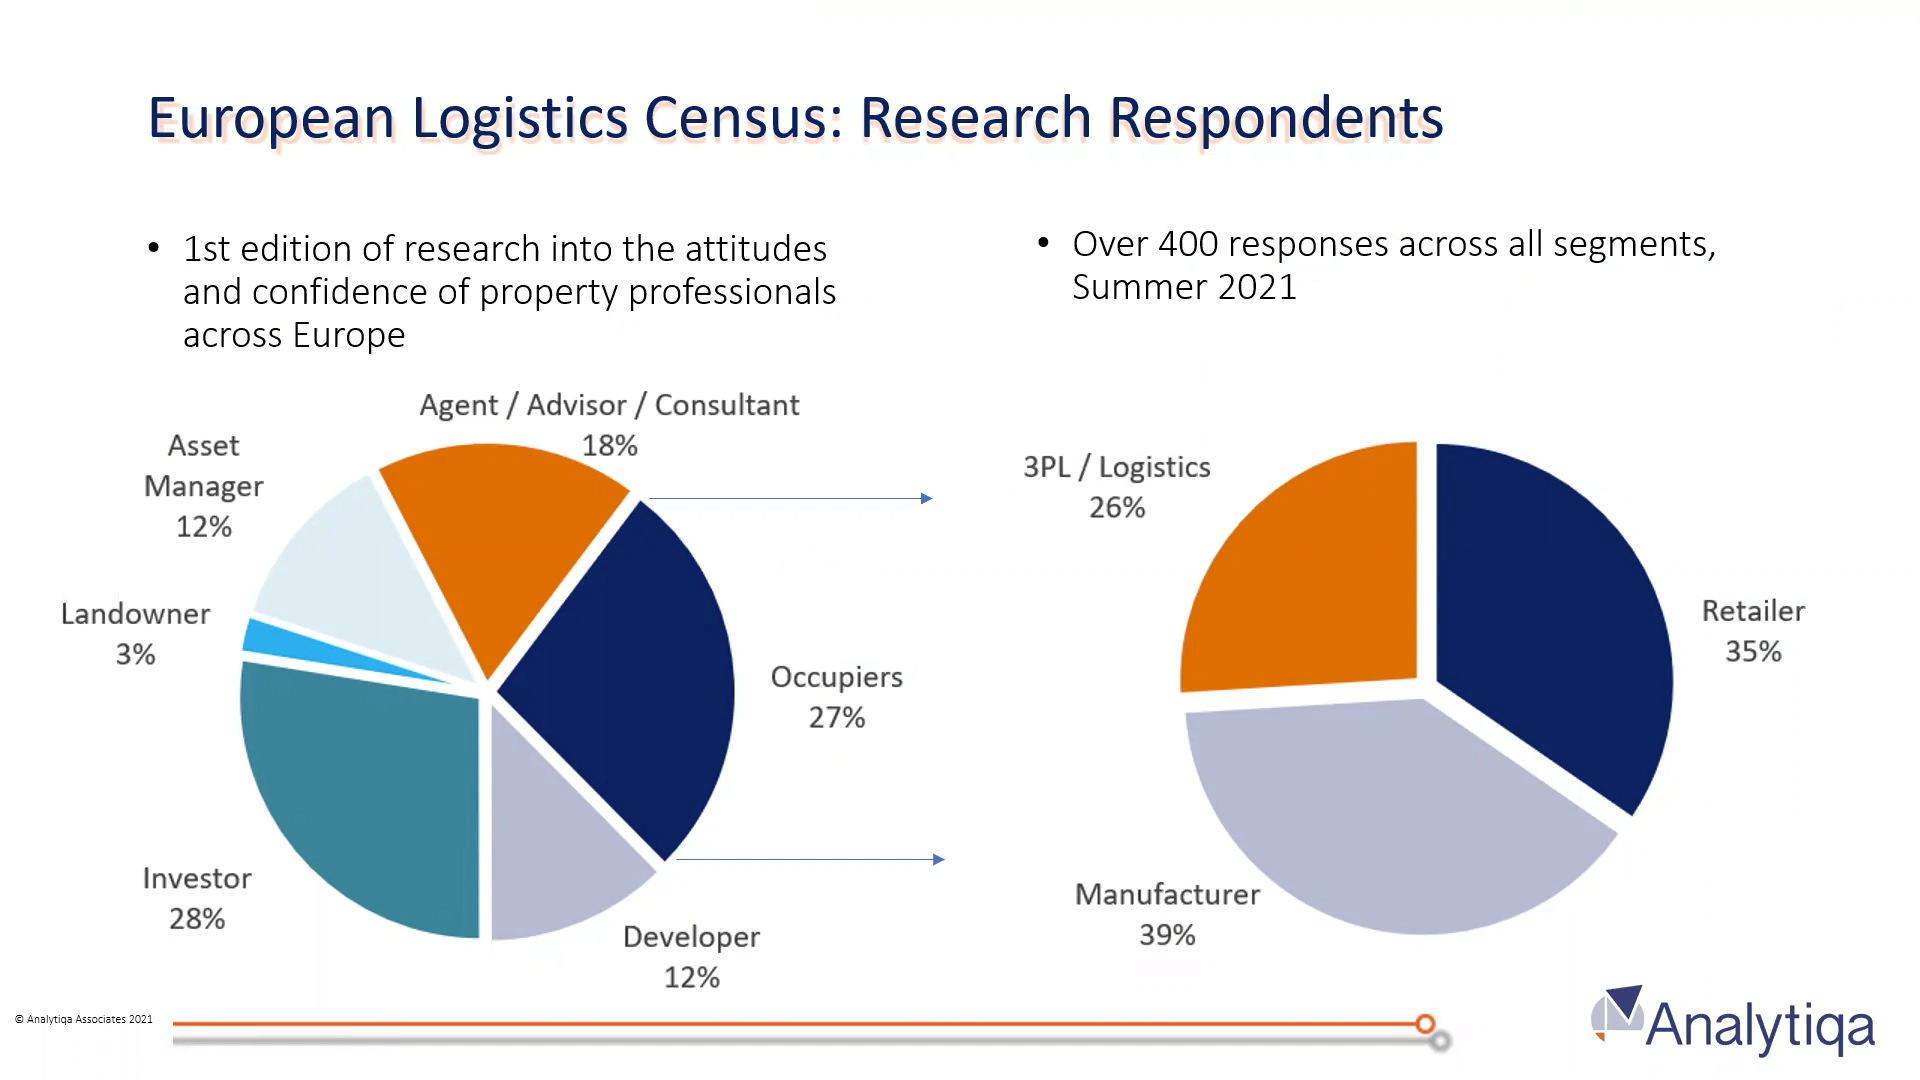 European Logistics Census: Research Respondents
• 1st edition of research into the attitudes
and confidence of property professionals
across Europe
• Over 400 responses across all segments,
Summer 2021
Agent / Advisor / Consultant
18%
Asset
Manager
12%
Landowner
3%
Occupiers
27%
Investor
28%
Developer
12%
3PL / Logistics
26%
Retailer
35%
Manufacturer
39%
© Analytiqa Associates 2021
Analytiqa